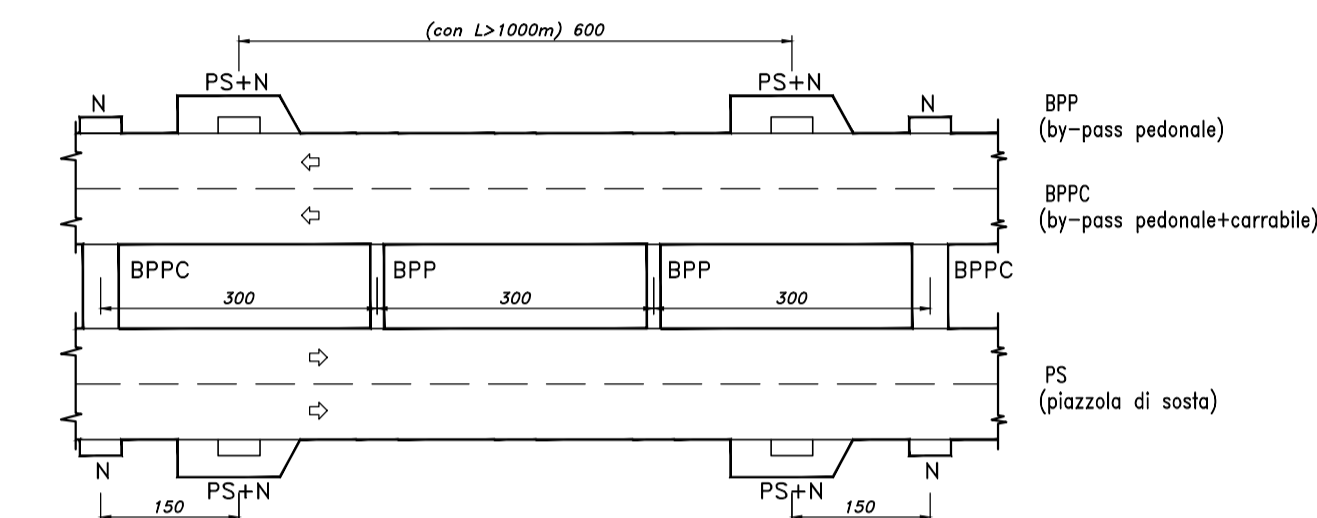 (con L>1000m) 600
PS+N
PS+N
N
N
BPP
(by-pass pedonale)
BPPC
(by-pass pedonale+carrabile)
BPPC
BPP
BPP
BPPC
300
300
300
PS
(piazzola di sosta)
N
N
PS+N
PS+N
150
150